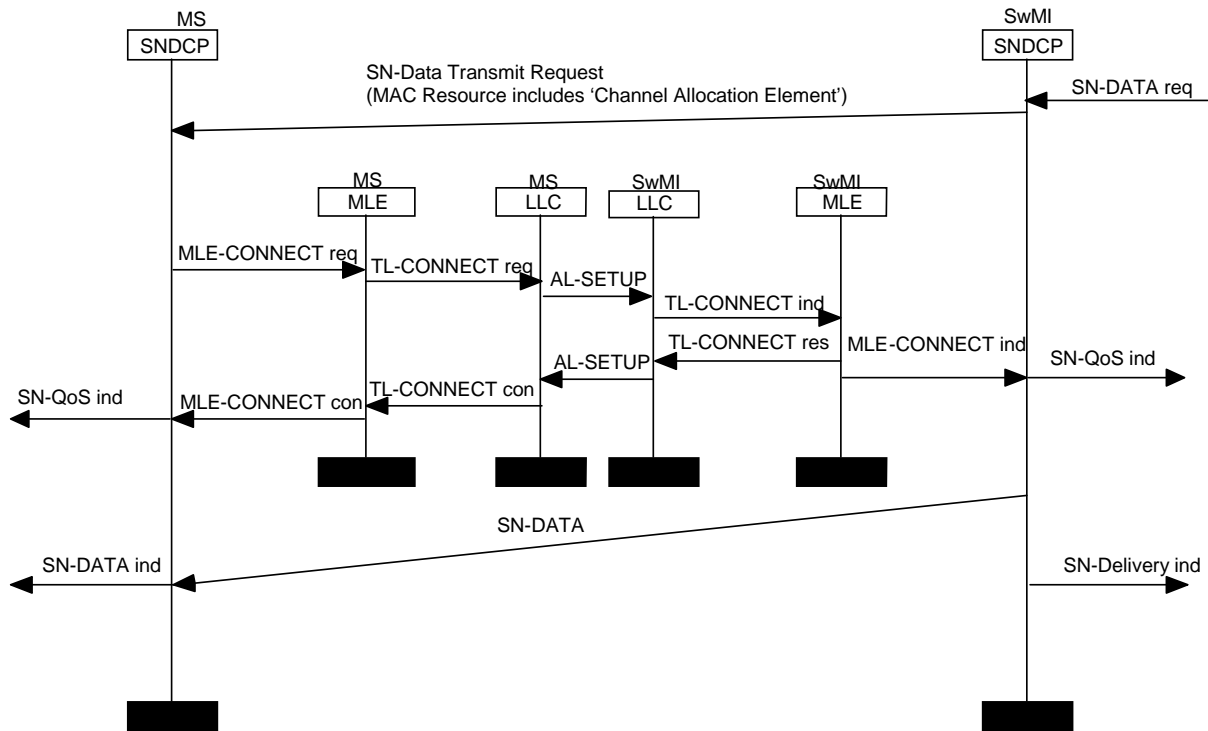 MS
SNDCP
SwMI
SNDCP
SN-Data Transmit Request
(MAC Resource includes ‘Channel Allocation Element’)
SN-DATA req
MS
MLE
MS
LLC
SwMI
LLC
SwMI
MLE
MLE-CONNECT req
TL-CONNECT req
AL-SETUP
TL-CONNECT ind
TL-CONNECT res
MLE-CONNECT ind
SN-QoS ind
AL-SETUP
TL-CONNECT con
MLE-CONNECT con
SN-QoS ind
SN-DATA
SN-DATA ind
SN-Delivery ind